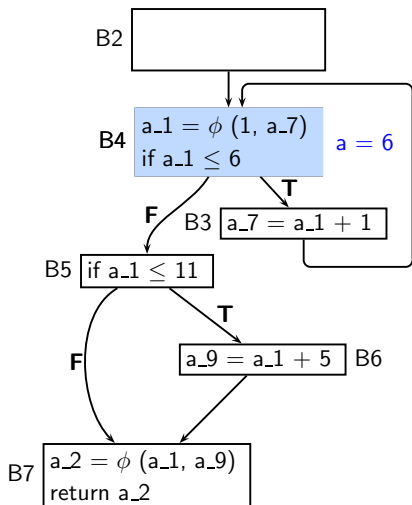 B2
B4
a_1 = ϕ (1, a_7)
if a_1 ≤ 6
a = 6
T
F
B3
a_7 = a_1 + 1
B5
if a_1 ≤ 11
T
F
a_9 = a_1 + 5
B6
B7
a_2 = ϕ (a_1, a_9)
return a_2